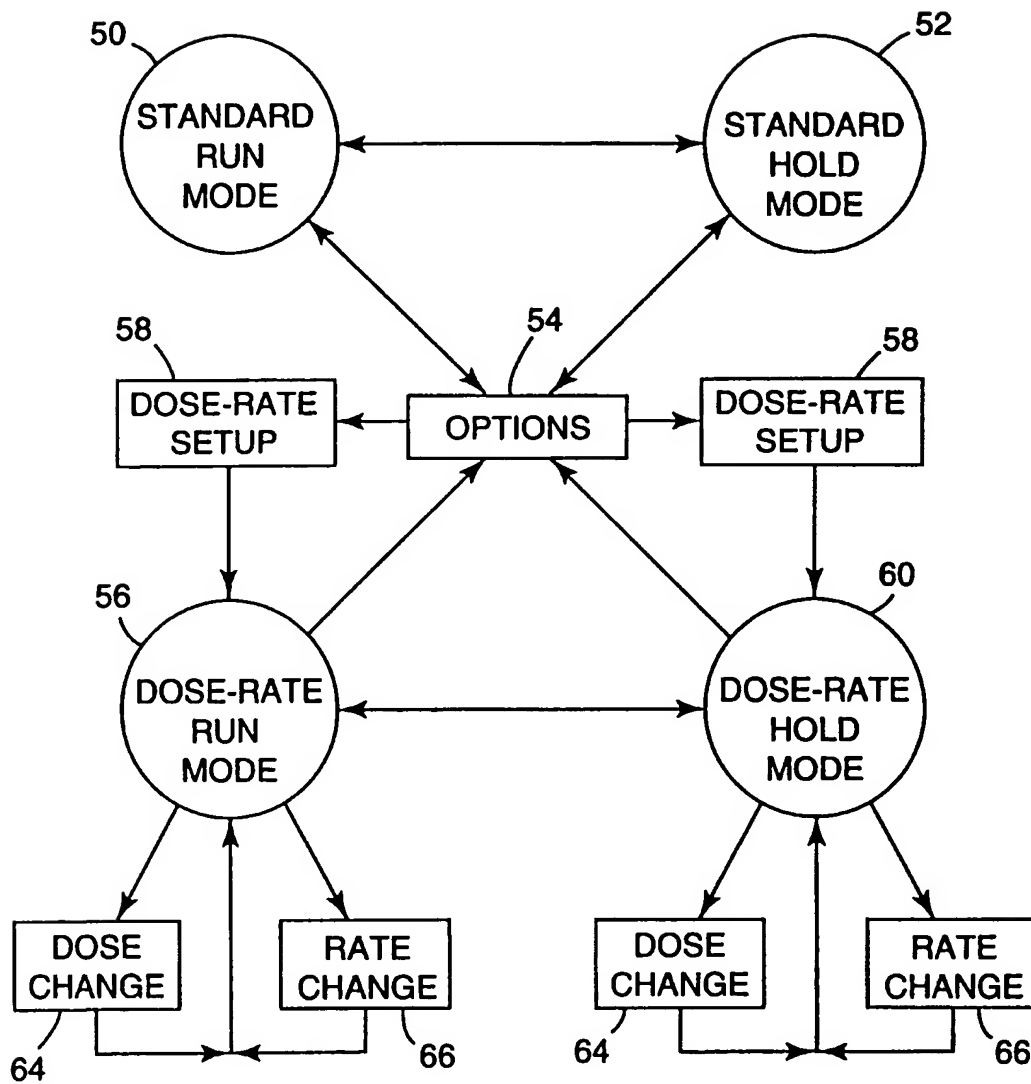 50
52
STANDARD
RUN
MODE
STANDARD
HOLD
MODE
58
54
58
DOSE-RATE
SETUP
OPTIONS
DOSE-RATE
SETUP
56
60
DOSE-RATE
RUN
MODE
DOSE-RATE
HOLD
MODE
DOSE
CHANGE
RATE
CHANGE
DOSE
CHANGE
RATE
CHANGE
64
66
64
66